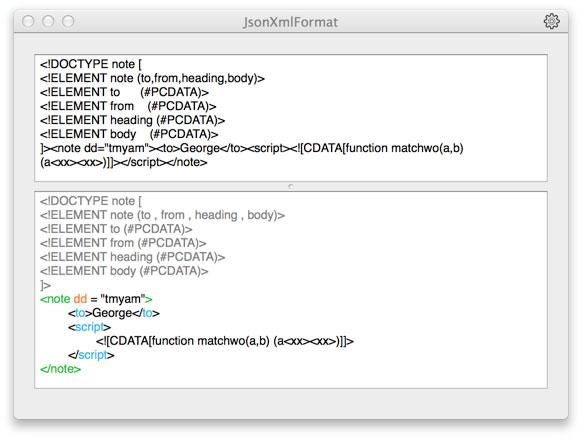 JsonXmlFormat
<!DOCTYPE note [
<!ELEMENT note (to,from,heading,body)>
<!ELEMENT to      (#PCDATA)>
<!ELEMENT from    (#PCDATA)>
<!ELEMENT heading (#PCDATA)>
<!ELEMENT body    (#PCDATA)>
]><note dd="tmyam"><to>George</to><script><![CDATA[function matchwo(a,b)
(a<xx><xx>)]]></script></note>
<!DOCTYPE note [
<!ELEMENT note (to , from , heading , body)>
<!ELEMENT to (#PCDATA)>
<!ELEMENT from (#PCDATA)>
<!ELEMENT heading (#PCDATA)>
<!ELEMENT body (#PCDATA)>
]>
<note dd = "tmyam">
<to>George</to>
<script>
<![CDATA[function matchwo(a,b) (a<xx><xx>)]]>
</script>
</note>